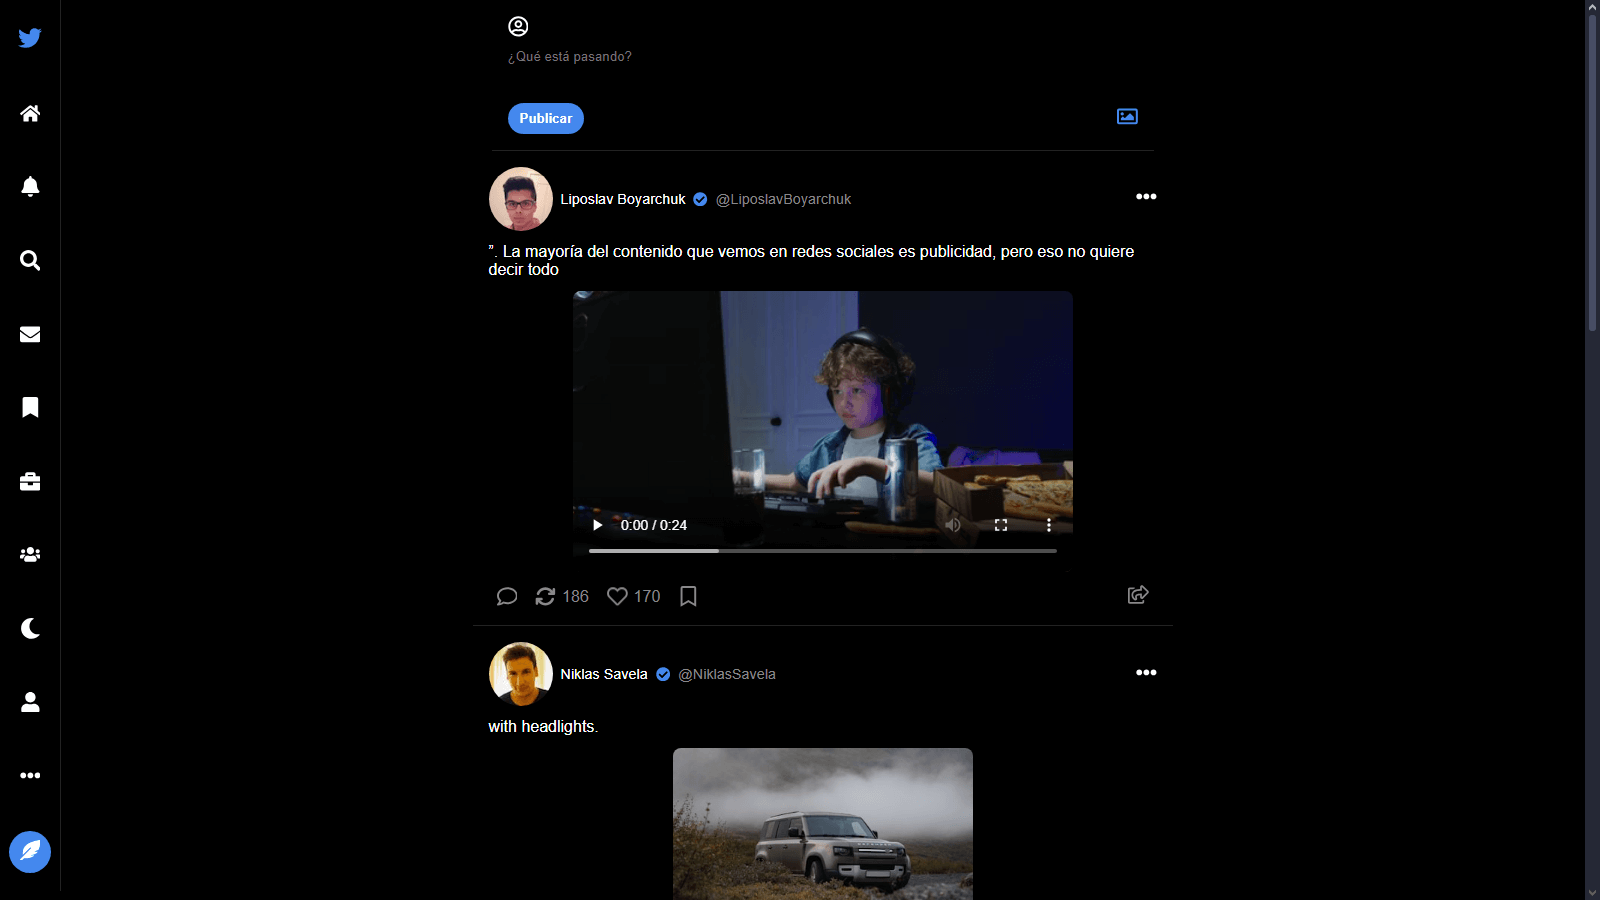 ¿Qué está pasando?
Publicar
Liposlav Boyarchuk @LiposlavBoyarchuk
”. La mayoría del contenido que vemos en redes sociales es publicidad, pero eso no quiere
decir todo
0:00 / 0:24
186 170
Niklas Savela @NiklasSavela
with headlights.